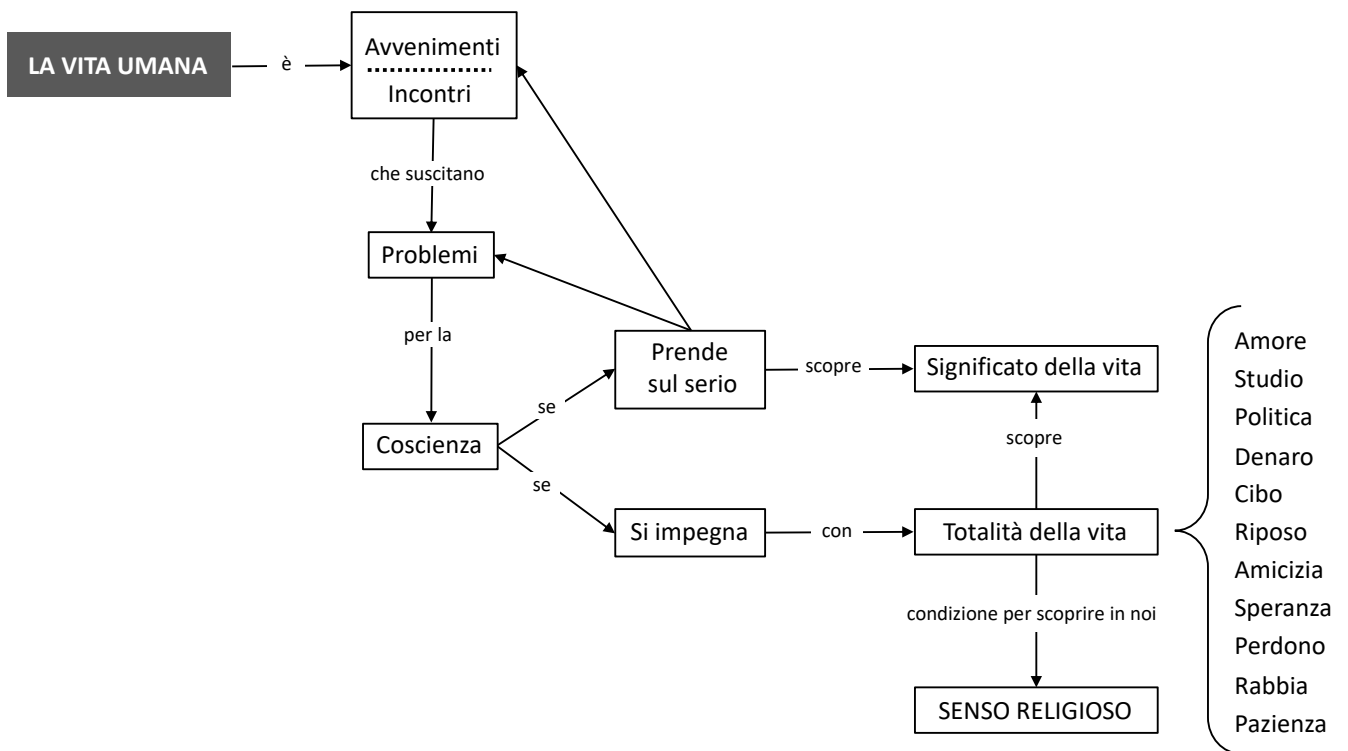 LA VITA UMANA
è
Avvenimenti
Incontri
che suscitano
Problemi
per la
Coscienza
se
Prende
sul serio
scopre
Significato della vita
se
Si impegna
con
Totalità della vita
scopre
condizione per scoprire in noi
SENSO RELIGIOSO
Amore
Studio
Politica
Denaro
Cibo
Riposo
Amicizia
Speranza
Perdono
Rabbia
Pazienza